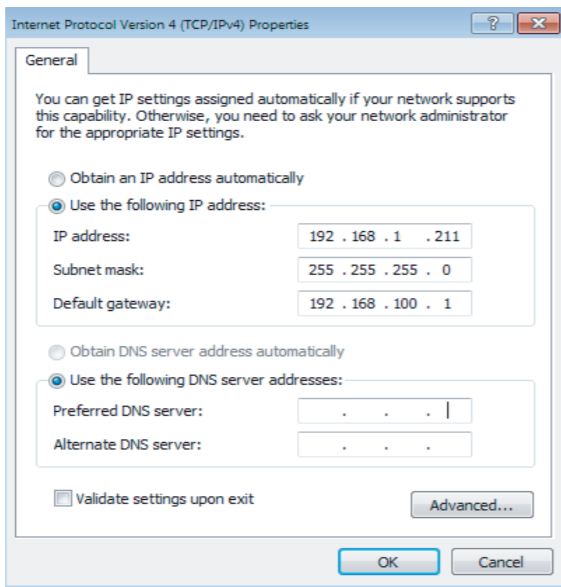 Internet Protocol Version 4 (TCP/IPv4) Properties
?
General
You can get IP settings assigned automatically if your network supports
this capability. Otherwise, you need to ask your network administrator
for the appropriate IP settings.
Obtain an IP address automatically
Use the following IP address:
IP address: 192 . 168 . 1 . 211
Subnet mask: 255 . 255 . 255 . 0
Default gateway: 192 . 168 . 100 . 1
Obtain DNS server address automatically
Use the following DNS server addresses:
Preferred DNS server: . . .
Alternate DNS server: . . .
Validate settings upon exit
Advanced...
OK Cancel